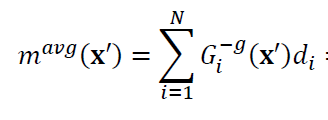 m^{avg}(𝐱′) = \sum_{i=1}^{N} G_i^{-g}(𝐱′)d_i =